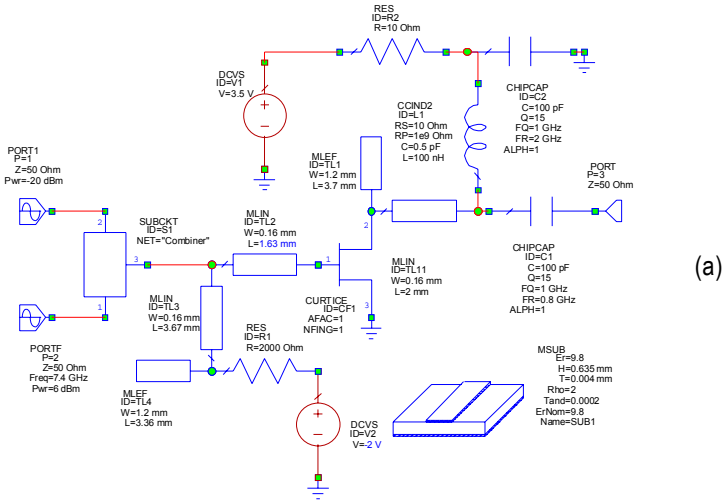 RES
ID=R2
R=10 Ohm
DCVS
ID=V1
V=3.5 V
CHIPCAP
ID=C2
C=100 pF
Q=15
FQ=1 GHz
FR=2 GHz
ALPH=1
CCIND2
ID=L1
RS=10 Ohm
RP=1e9 Ohm
C=0.5 pF
L=100 nH
MLEF
ID=TL1
W=1.2 mm
L=3.7 mm
PORT
P=3
Z=50 Ohm
PORT1
P=1
Z=50 Ohm
Pwr=-20 dBm
2
SUBCKT
ID=S1
NET="Combiner"
3
1
MLIN
ID=TL2
W=0.16 mm
L=1.63 mm
2
1
3
MLIN
ID=TL11
W=0.16 mm
L=2 mm
CHIPCAP
ID=C1
C=100 pF
Q=15
FQ=1 GHz
FR=0.8 GHz
ALPH=1
(a)
MLIN
ID=TL3
W=0.16 mm
L=3.67 mm
CURTICE
ID=CF1
AFAC=1
NFING=1
PORTF
P=2
Z=50 Ohm
Freq=7.4 GHz
Pwr=6 dBm
RES
ID=R1
R=2000 Ohm
MLEF
ID=TL4
W=1.2 mm
L=3.36 mm
DCVS
ID=V2
V=-2 V
MSUB
Er=9.8
H=0.635 mm
T=0.004 mm
Rho=2
Tand=0.0002
ErNom=9.8
Name=SUB1